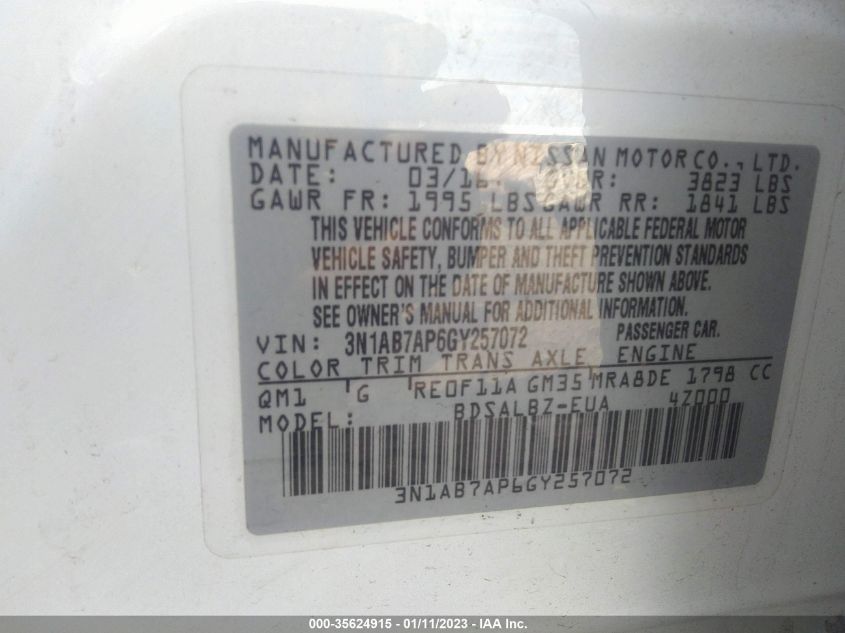 MANUFACTURED BY NISSAN MOTOR CO., LTD.
DATE: 03/16 GVWR: 3823 LBS
GAWR FR: 1995 LBS GAWR RR: 1841 LBS
THIS VEHICLE CONFORMS TO ALL APPLICABLE FEDERAL MOTOR
VEHICLE SAFETY, BUMPER AND THEFT PREVENTION STANDARDS
IN EFFECT ON THE DATE OF MANUFACTURE SHOWN ABOVE.
SEE OWNER'S MANUAL FOR ADDITIONAL INFORMATION.
VIN: 3N1AB7AP6GY257072 PASSENGER CAR.
COLOR TRIM TRANS AXLE ENGINE
QM1 G RE0F11A GM35 MRA8DE 1798 CC
MODEL: BDSALBZ-EUA 4Z000
3N1AB7AP6GY257072
000-35624915 - 01/11/2023 - IAA Inc.